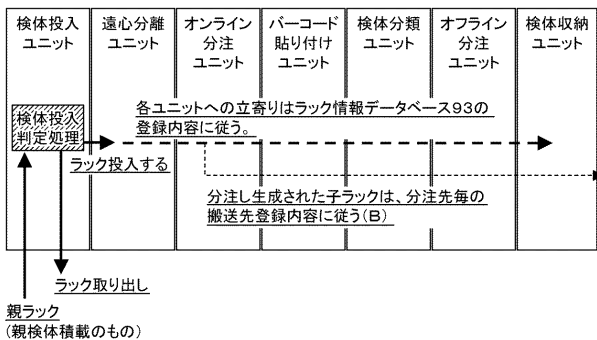 検体投入
ユニット
遠心分離
ユニット
オンライン
分注
ユニット
バーコード
貼り付け
ユニット
検体分類
ユニット
オフライン
分注
ユニット
検体収納
ユニット
検体投入
判定処理
各ユニットへの立寄りはラック情報データベース93の
登録内容に従う。
ラック投入する
分注し生成された子ラックは、分注先毎の
搬送先登録内容に従う(B)
ラック取り出し
親ラック
(親検体積載のもの)